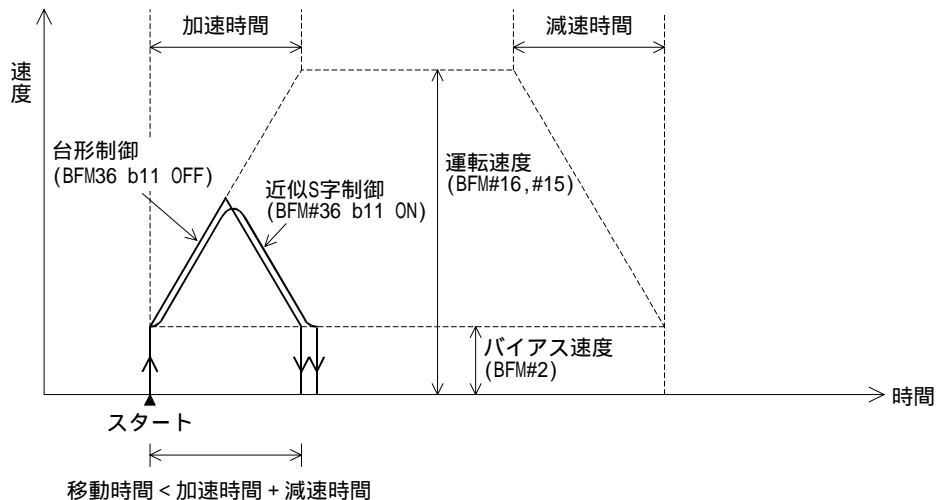 加速時間
減速時間
速度
台形制御
(BFM36 b11 OFF)
近似S字制御
(BFM#36 b11 ON)
運転速度
(BFM#16,#15)
バイアス速度
(BFM#2)
時間
スタート
移動時間 < 加速時間 + 減速時間